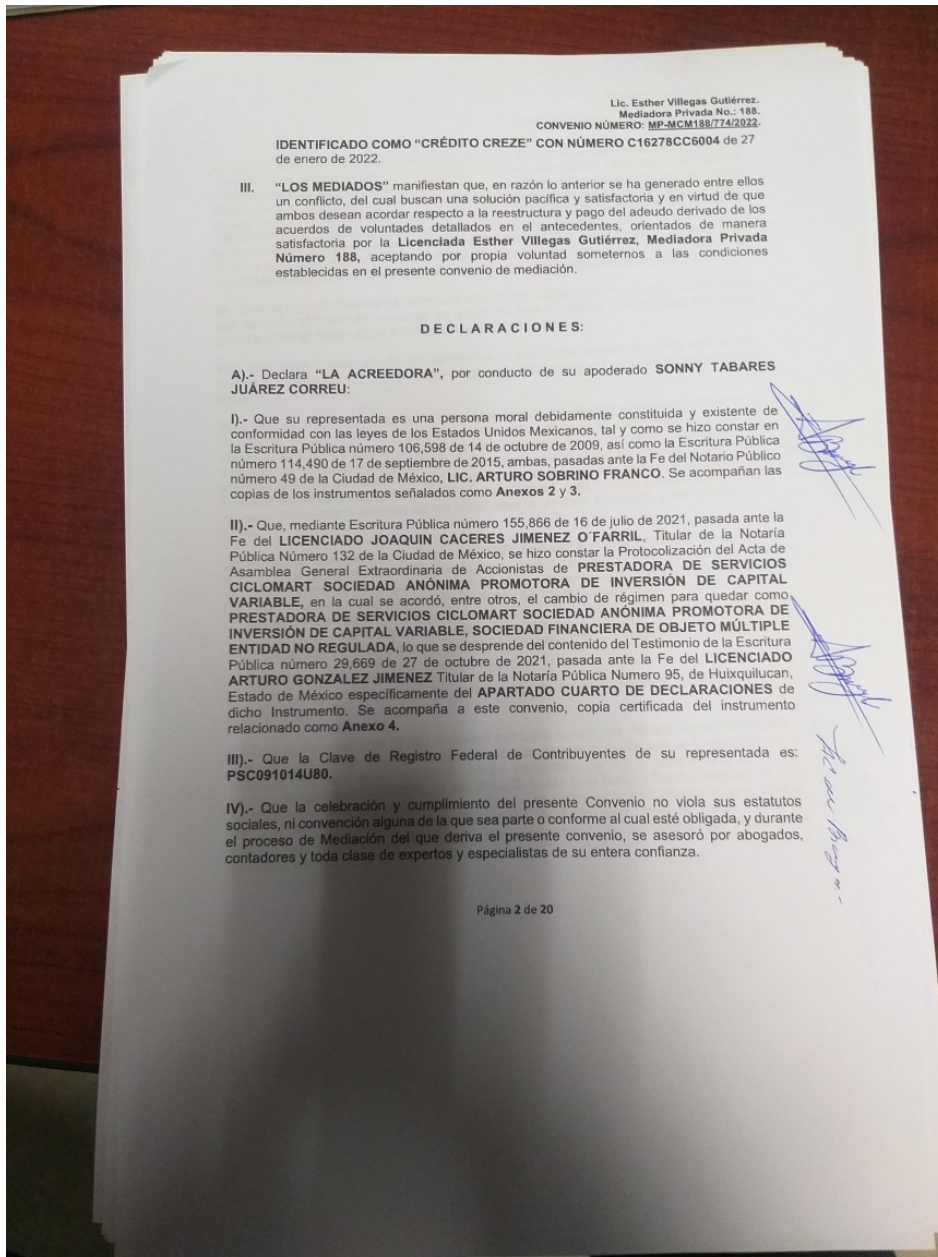 Lic. Esther Villegas Gutiérrez.
Mediadora Privada No.: 188.
CONVENIO NÚMERO: MP-MCM188/774/2022.
IDENTIFICADO COMO “CRÉDITO CREZE” CON NÚMERO C16278CC6004 de 27
de enero de 2022.
III. “LOS MEDIADOS” manifiestan que, en razón lo anterior se ha generado entre ellos
un conflicto, del cual buscan una solución pacífica y satisfactoria y en virtud de que
ambos desean acordar respecto a la reestructura y pago del adeudo derivado de los
acuerdos de voluntades detallados en el antecedentes, orientados de manera
satisfactoria por la Licenciada Esther Villegas Gutiérrez, Mediadora Privada
Número 188, aceptando por propia voluntad someternos a las condiciones
establecidas en el presente convenio de mediación.
D E C L A R A C I O N E S:
A).- Declara “LA ACREEDORA”, por conducto de su apoderado SONNY TABARES
JUÁREZ CORREU:
I).- Que su representada es una persona moral debidamente constituida y existente de
conformidad con las leyes de los Estados Unidos Mexicanos, tal y como se hizo constar en
la Escritura Pública número 106,598 de 14 de octubre de 2009, así como la Escritura Pública
número 114,490 de 17 de septiembre de 2015, ambas, pasadas ante la Fe del Notario Público
número 49 de la Ciudad de México, LIC. ARTURO SOBRINO FRANCO. Se acompañan las
copias de los instrumentos señalados como Anexos 2 y 3.
II).- Que, mediante Escritura Pública número 155,866 de 16 de julio de 2021, pasada ante la
Fe del LICENCIADO JOAQUIN CACERES JIMENEZ O´FARRIL, Titular de la Notaría
Pública Número 132 de la Ciudad de México, se hizo constar la Protocolización del Acta de
Asamblea General Extraordinaria de Accionistas de PRESTADORA DE SERVICIOS
CICLOMART SOCIEDAD ANÓNIMA PROMOTORA DE INVERSIÓN DE CAPITAL
VARIABLE, en la cual se acordó, entre otros, el cambio de régimen para quedar como
PRESTADORA DE SERVICIOS CICLOMART SOCIEDAD ANÓNIMA PROMOTORA DE
INVERSIÓN DE CAPITAL VARIABLE, SOCIEDAD FINANCIERA DE OBJETO MÚLTIPLE
ENTIDAD NO REGULADA, lo que se desprende del contenido del Testimonio de la Escritura
Pública número 29,669 de 27 de octubre de 2021, pasada ante la Fe del LICENCIADO
ARTURO GONZALEZ JIMENEZ Titular de la Notaría Pública Numero 95, de Huixquilucan,
Estado de México específicamente del APARTADO CUARTO DE DECLARACIONES de
dicho Instrumento. Se acompaña a este convenio, copia certificada del instrumento
relacionado como Anexo 4.
III).- Que la Clave de Registro Federal de Contribuyentes de su representada es:
PSC091014U80.
IV).- Que la celebración y cumplimiento del presente Convenio no viola sus estatutos
sociales, ni convención alguna de la que sea parte o conforme al cual esté obligada, y durante
el proceso de Mediación del que deriva el presente convenio, se asesoró por abogados,
contadores y toda clase de expertos y especialistas de su entera confianza.
Página 2 de 20